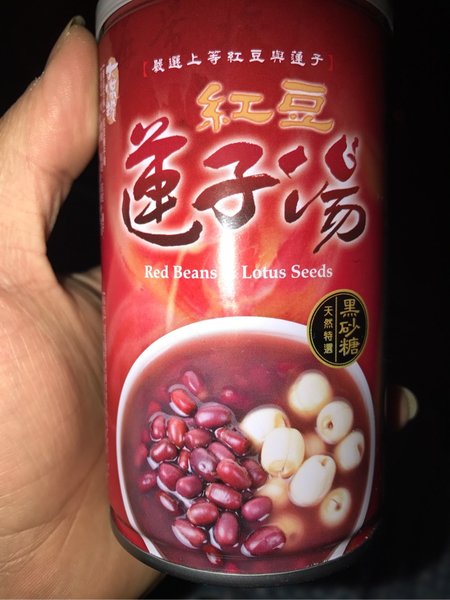 嚴選上等紅豆與蓮子
紅豆
蓮子湯
Red Beans & Lotus Seeds
黑砂糖
天然特選